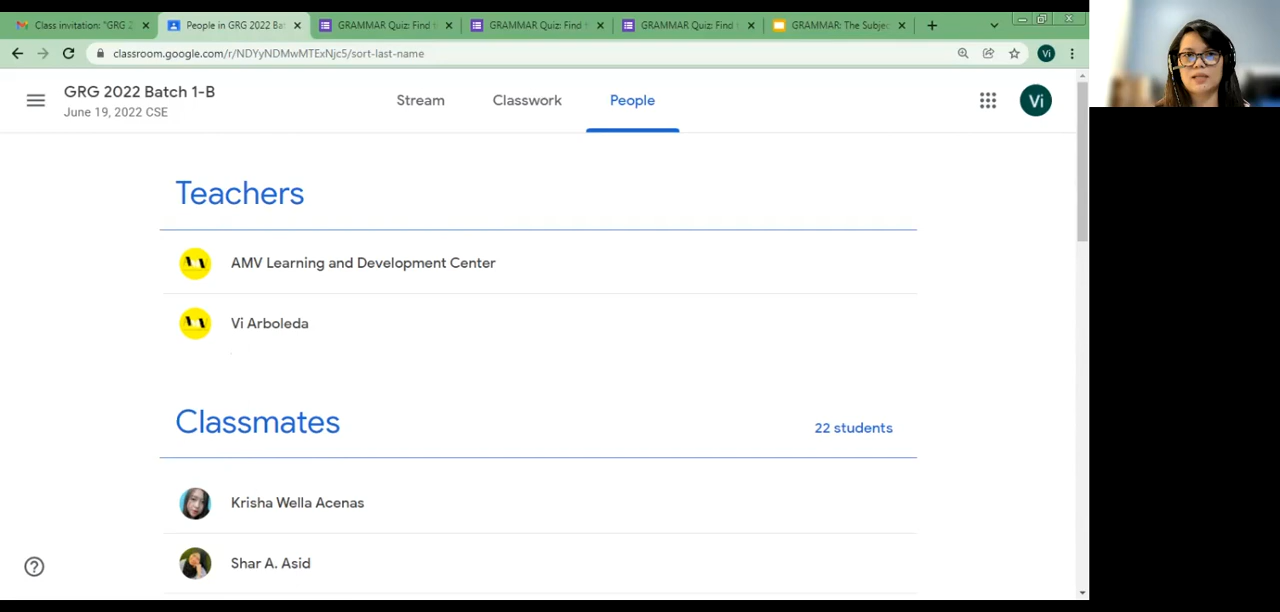 Class invitation: "GRG 2
People in GRG 2022 Bat
GRAMMAR Quiz: Find t
GRAMMAR Quiz: Find t
GRAMMAR Quiz: Find t
GRAMMAR: The Subjec
classroom.google.com/r/NDYyNDMwMTExNjc5/sort-last-name
Vi
GRG 2022 Batch 1-B
June 19, 2022 CSE
Stream
Classwork
People
Vi
Teachers
AMV Learning and Development Center
Vi Arboleda
Classmates
22 students
Krisha Wella Acenas
Shar A. Asid